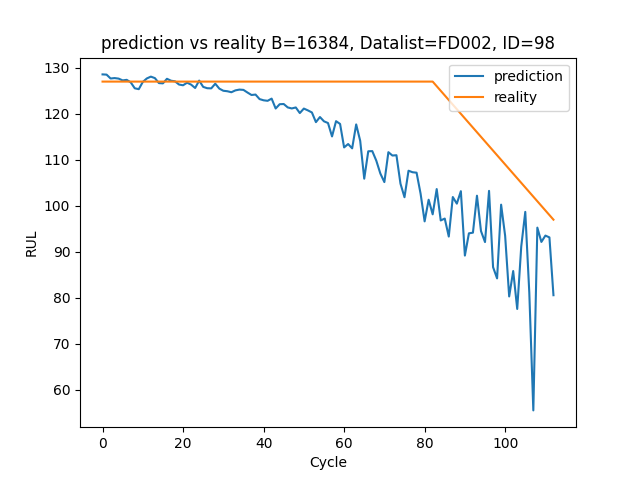 prediction vs reality B=16384, Datalist=FD002, ID=98
prediction
reality
RUL
130
120
110
100
90
80
70
60
0 20 40 60 80 100
Cycle